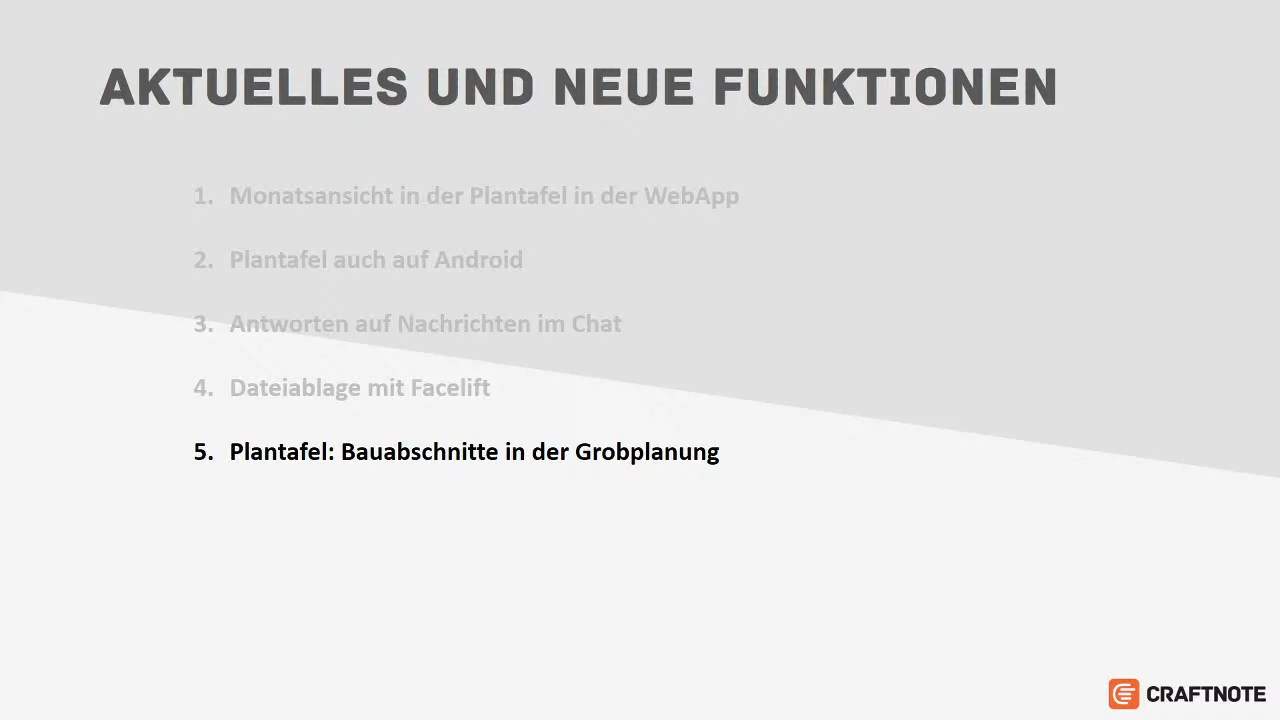 AKTUELLES UND NEUE FUNKTIONEN
1. Monatsansicht in der Plantafel in der WebApp
2. Plantafel auch auf Android
3. Antworten auf Nachrichten im Chat
4. Dateiablage mit Facelift
5. Plantafel: Bauabschnitte in der Grobplanung
CRAFTNOTE